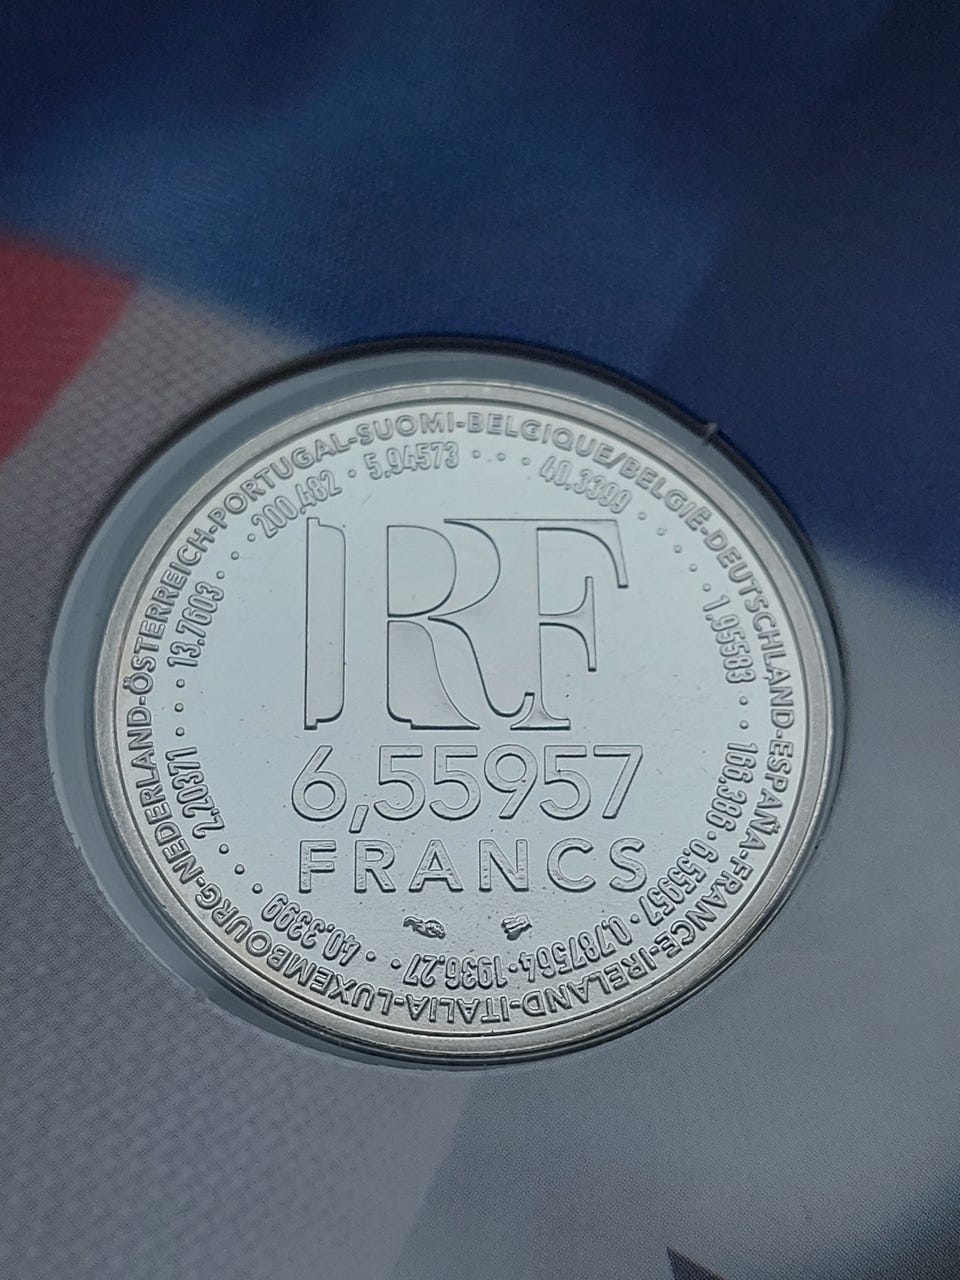 BELGIQUE/BELGIË-DEUTSCHLAND-ESPAÑA-FRANCE-IRELAND-ITALIA-LUXEMBOURG-NEDERLAND-ÖSTERREICH-PORTUGAL-SUOMI-
40.3399 · · · · · · 1.95583 · · 166.386 · 6.55957 · 0.787564 · 1936.27 · · · 40.3399 · · · · 2.20371 · · · 13.7603 · · · 200.482 · 5.94573 · · ·
RF
6,55957
FRANCS